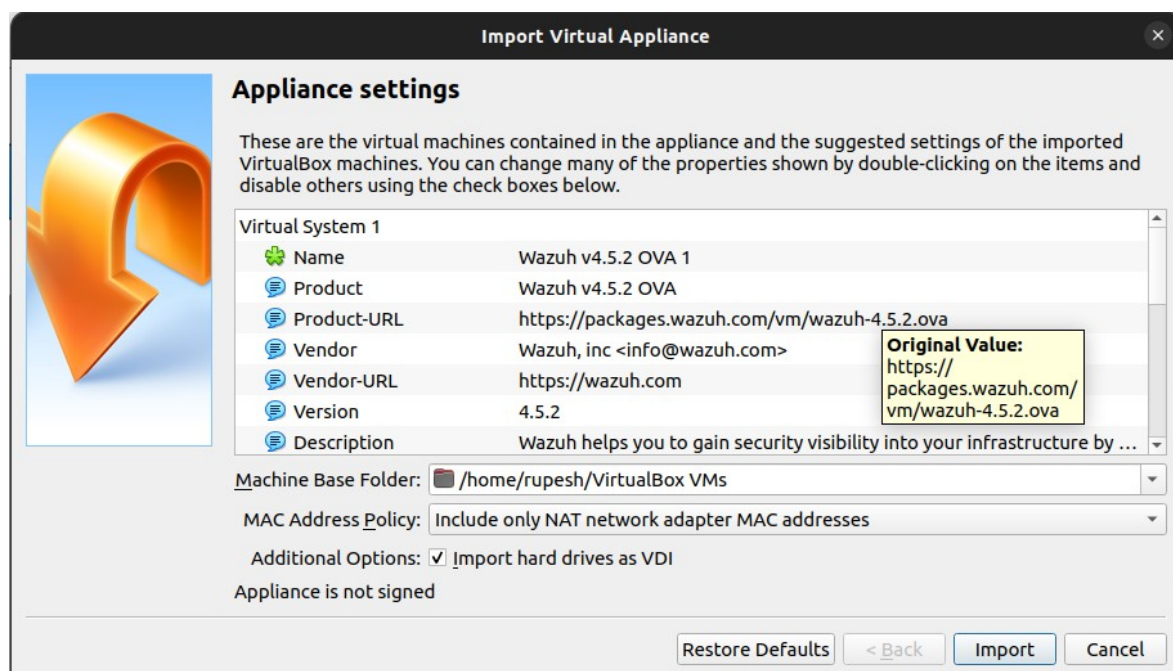 Import Virtual Appliance
Appliance settings
These are the virtual machines contained in the appliance and the suggested settings of the imported
VirtualBox machines. You can change many of the properties shown by double-clicking on the items and
disable others using the check boxes below.
Virtual System 1
Name Wazuh v4.5.2 OVA 1
Product Wazuh v4.5.2 OVA
Product-URL https://packages.wazuh.com/vm/wazuh-4.5.2.ova
Vendor Wazuh, inc <info@wazuh.com>
Vendor-URL https://wazuh.com
Version 4.5.2
Description Wazuh helps you to gain security visibility into your infrastructure by ...
Original Value:
https://
packages.wazuh.com/
vm/wazuh-4.5.2.ova
Machine Base Folder: /home/rupesh/VirtualBox VMs
MAC Address Policy: Include only NAT network adapter MAC addresses
Additional Options: Import hard drives as VDI
Appliance is not signed
Restore Defaults < Back Import Cancel